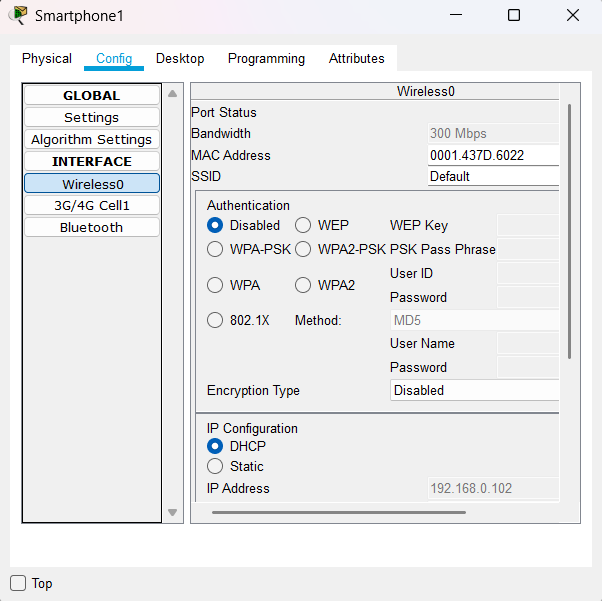 Smartphone1
Physical Config Desktop Programming Attributes
GLOBAL
Settings
Algorithm Settings
INTERFACE
Wireless0
3G/4G Cell1
Bluetooth
Wireless0
Port Status
Bandwidth 300 Mbps
MAC Address 0001.437D.6022
SSID Default
Authentication
Disabled WEP WEP Key
WPA-PSK WPA2-PSK PSK Pass Phrase
User ID
WPA WPA2
Password
802.1X Method: MD5
User Name
Password
Encryption Type Disabled
IP Configuration
DHCP
Static
IP Address 192.168.0.102
Top